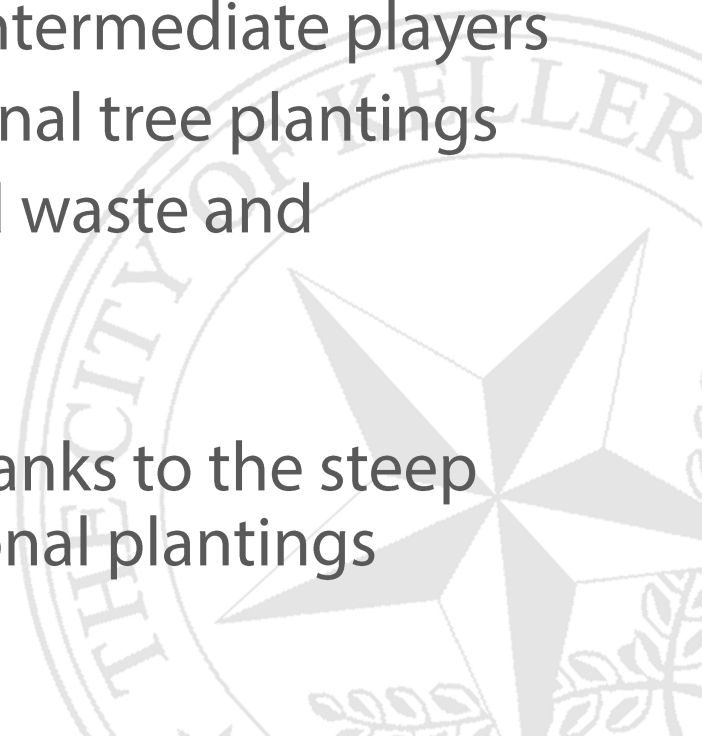 ntermediate players
nal tree plantings
waste and
anks to the steep
onal plantings
THE CITY OF KELLER